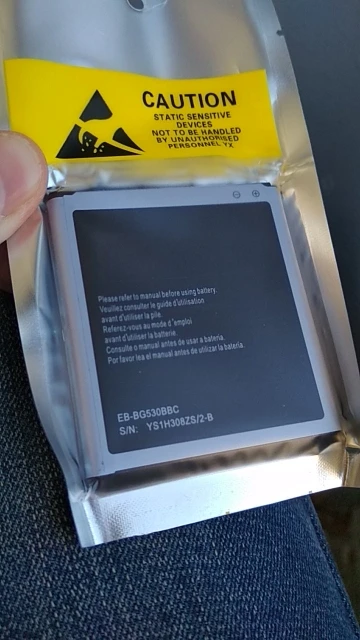 CAUTION
STATIC SENSITIVE
DEVICES
NOT TO BE HANDLED
BY UNAUTHORISED
PERSONNEL TX
Please refer to manual before using battery.
Veuillez consulter le guide d'utilisation
avant d'utiliser la pile.
Referez-vous au mode d'emploi
avant d'utiliser la batterie.
Consulte o manual antes de usar a bateria.
Por favor lea el manual antes de utilizar la bateria.
EB-BG530BBC
S/N: YS1H308ZS/2-B